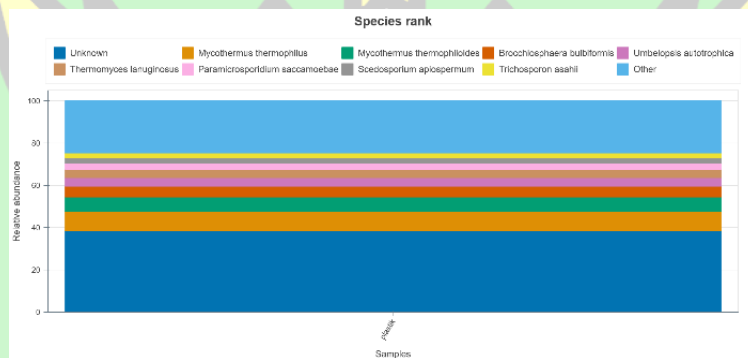 Species rank
Unknown
Mycothermus thermophilus
Mycothermus thermophiloides
Brocchiosphaera bulbiformis
Umbelopsis autotrophica
Thermomyces lanuginosus
Paramicrosporidium saccamoebae
Scedosporium apiospermum
Trichosporon asahii
Other
100
80
60
40
20
0
Relative abundance
plastik
Samples